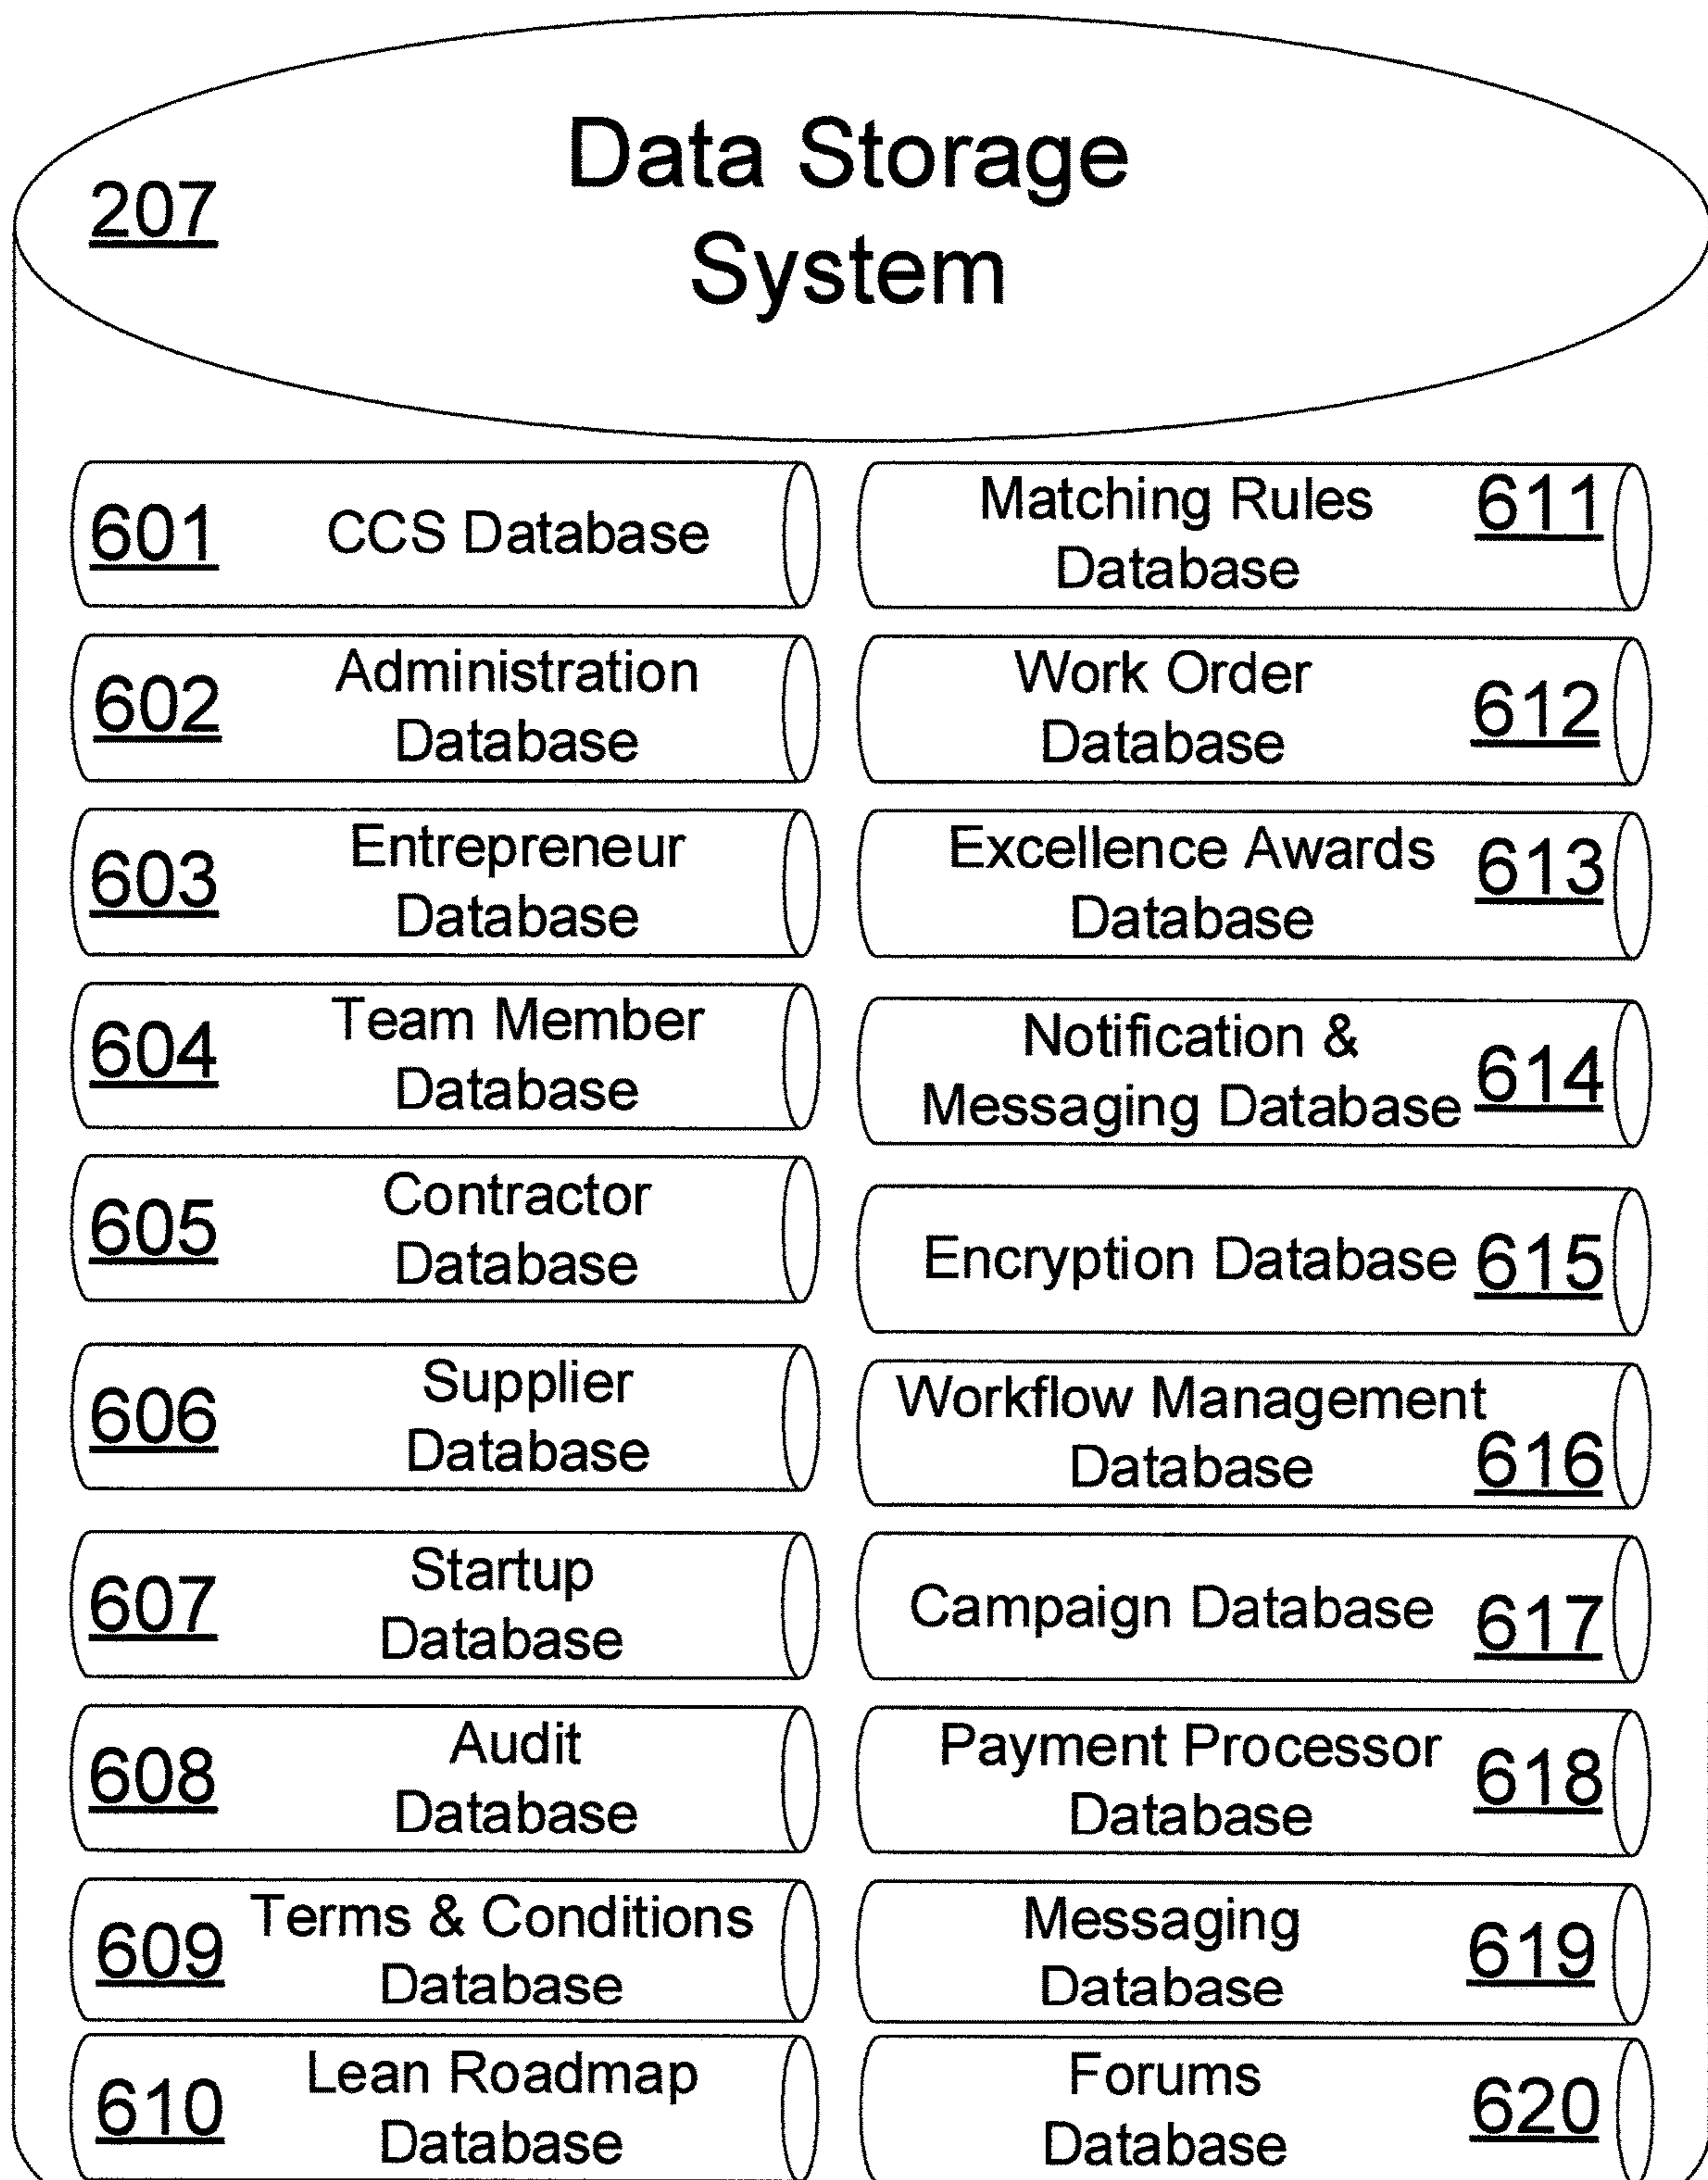 Data Storage
System
207
601
CCS Database
602
Administration
Database
603
Entrepreneur
Database
604
Team Member
Database
605
Contractor
Database
606
Supplier
Database
607
Startup
Database
608
Audit
Database
609
Terms & Conditions
Database
610
Lean Roadmap
Database
Matching Rules
Database
611
Work Order
Database
612
Excellence Awards
Database
613
Notification &
Messaging Database
614
Encryption Database
615
Workflow Management
Database
616
Campaign Database
617
Payment Processor
Database
618
Messaging
Database
619
Forums
Database
620